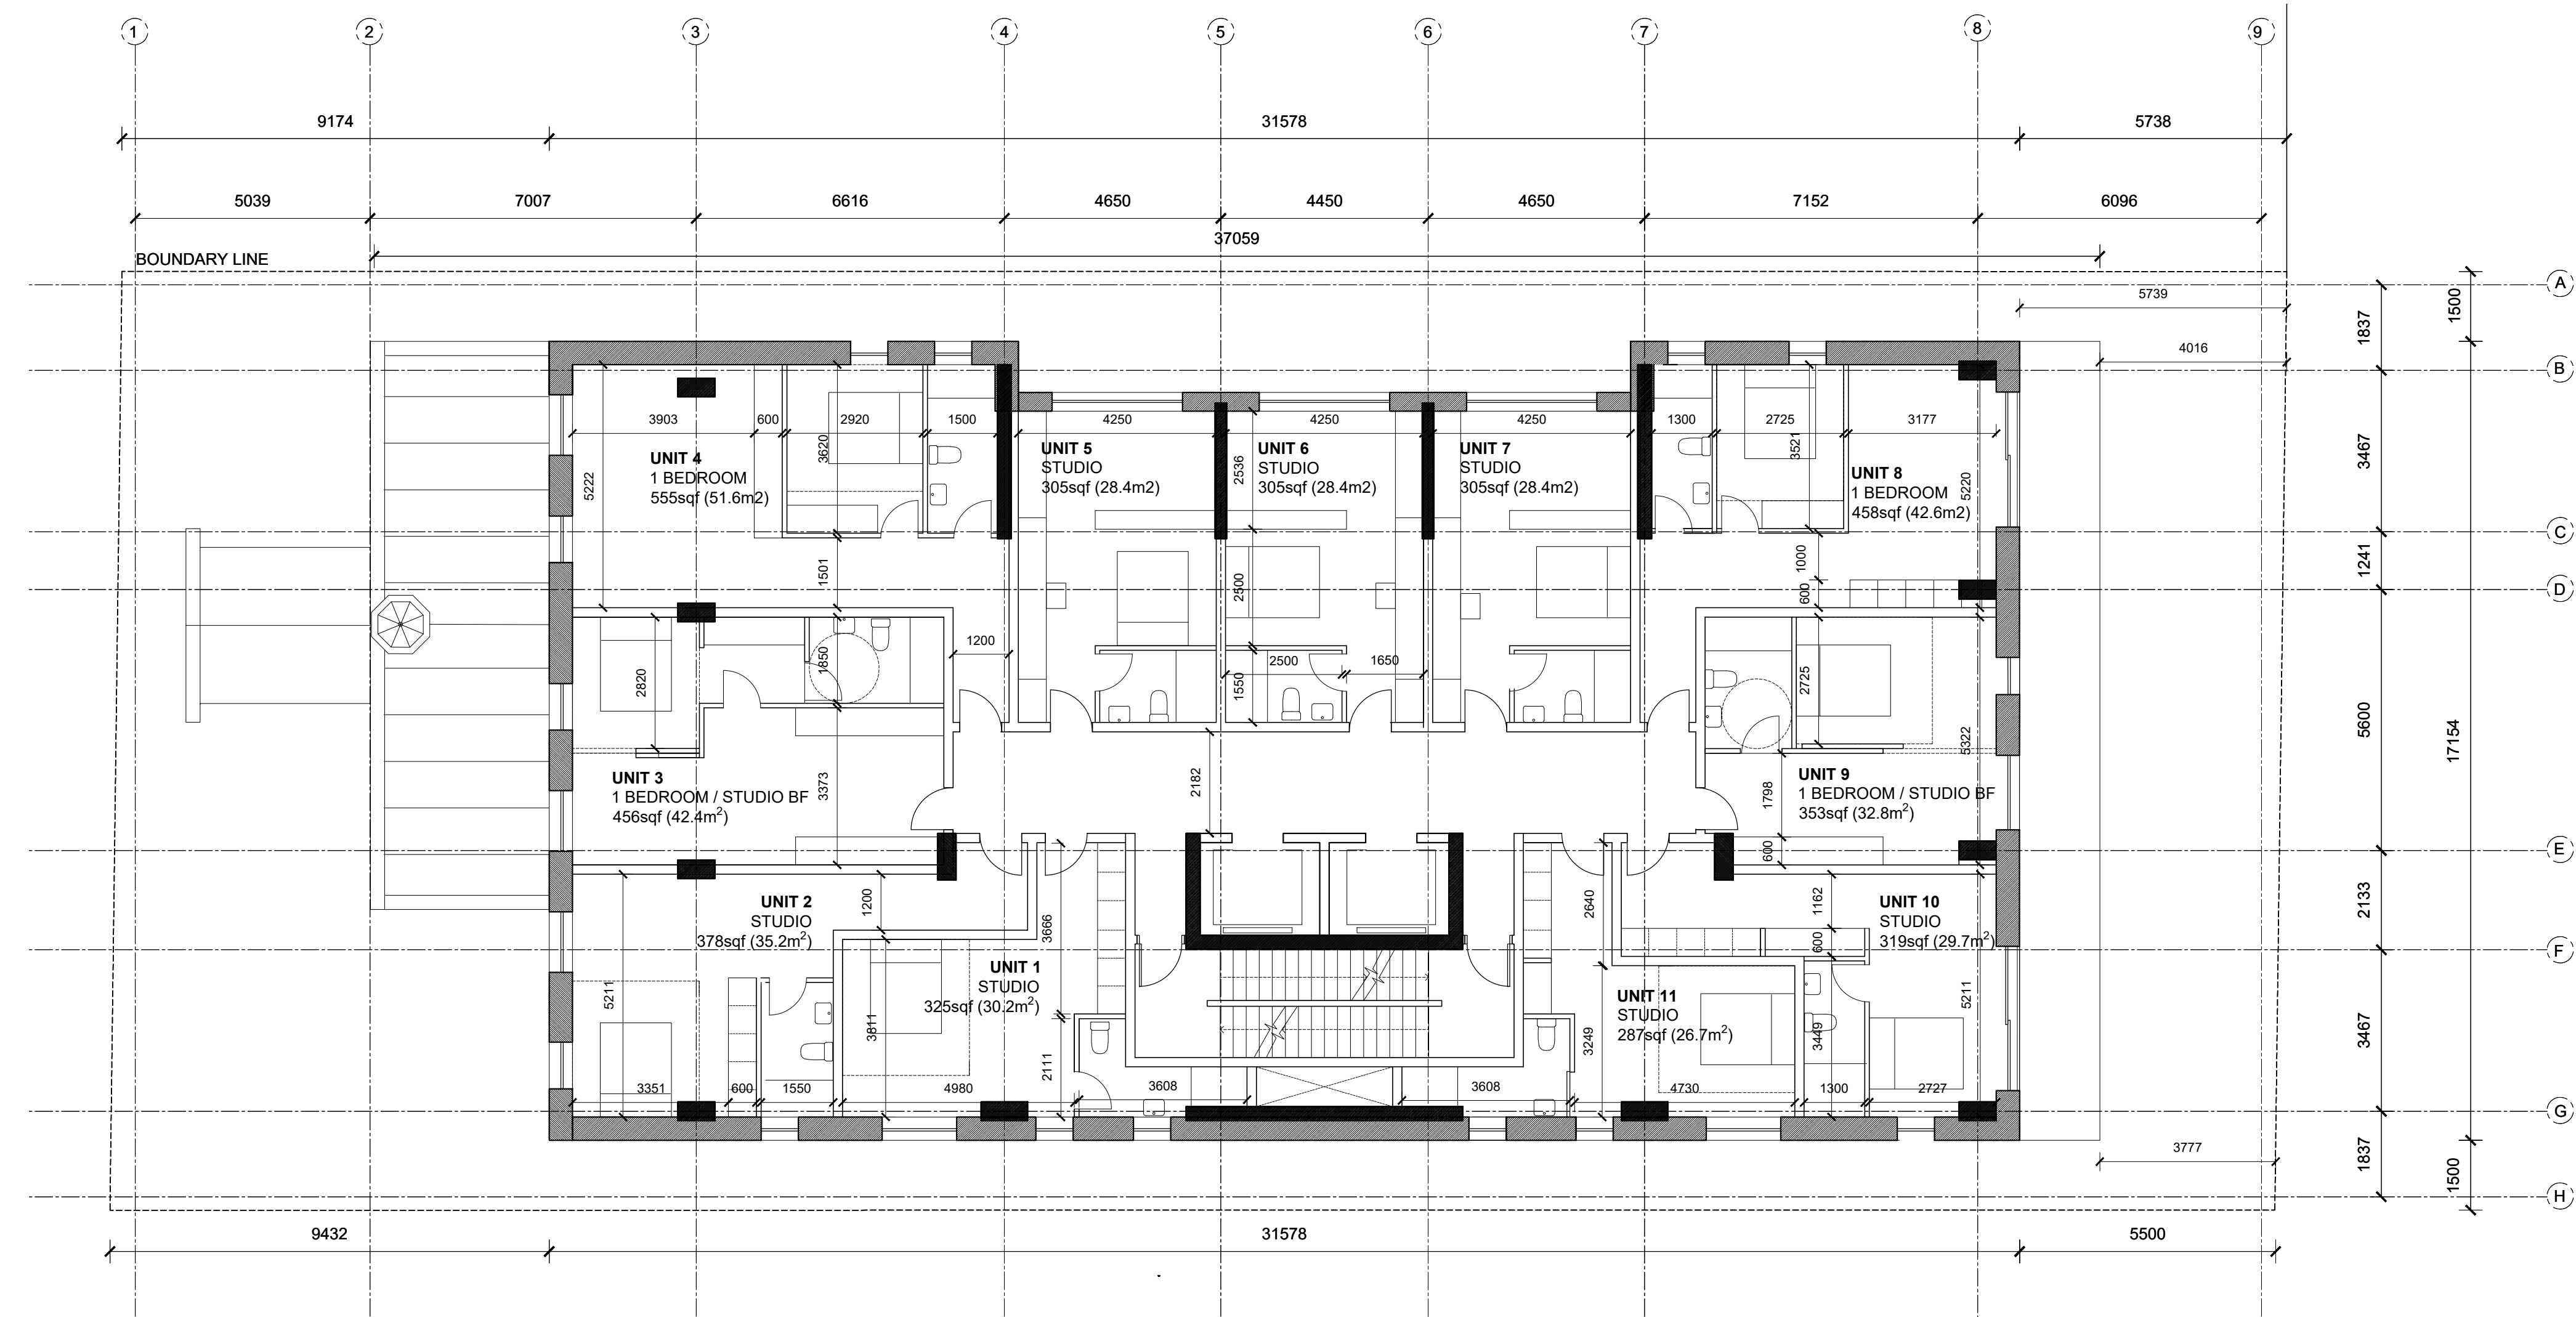 1 2 3 4 5 6 7 8 9
9174 31578 5738
5039 7007 6616 4650 4450 4650 7152 6096
37059
BOUNDARY LINE
A
5739
1500
1837
4016
B
3903 600 2920 1500 4250 4250 4250 1300 2725 3177
3620
3521
3467
UNIT 4
1 BEDROOM
555sqf (51.6m2)
5222
UNIT 5
STUDIO
305sqf (28.4m2)
2536
UNIT 6
STUDIO
305sqf (28.4m2)
UNIT 7
STUDIO
305sqf (28.4m2)
UNIT 8
1 BEDROOM
458sqf (42.6m2)
5220
C
1501
2500
1000
600
1241
D
1200
2820
1850
2500 1650
1550
2725
5322
5600
17154
UNIT 3
1 BEDROOM / STUDIO BF
456sqf (42.4m2)
3373
2182
1798
600
UNIT 9
1 BEDROOM / STUDIO BF
353sqf (32.8m2)
E
UNIT 2
STUDIO
378sqf (35.2m2)
1200
3666
2640
1162
600
UNIT 10
STUDIO
319sqf (29.7m2)
2133
F
UNIT 1
STUDIO
325sqf (30.2m2)
5211
3811
2111
3249
UNIT 11
STUDIO
287sqf (26.7m2)
3449
5211
3467
3351 600 1550 4980 3608 3608 4730 1300 2727
G
3777
1837
1500
H
9432 31578 5500